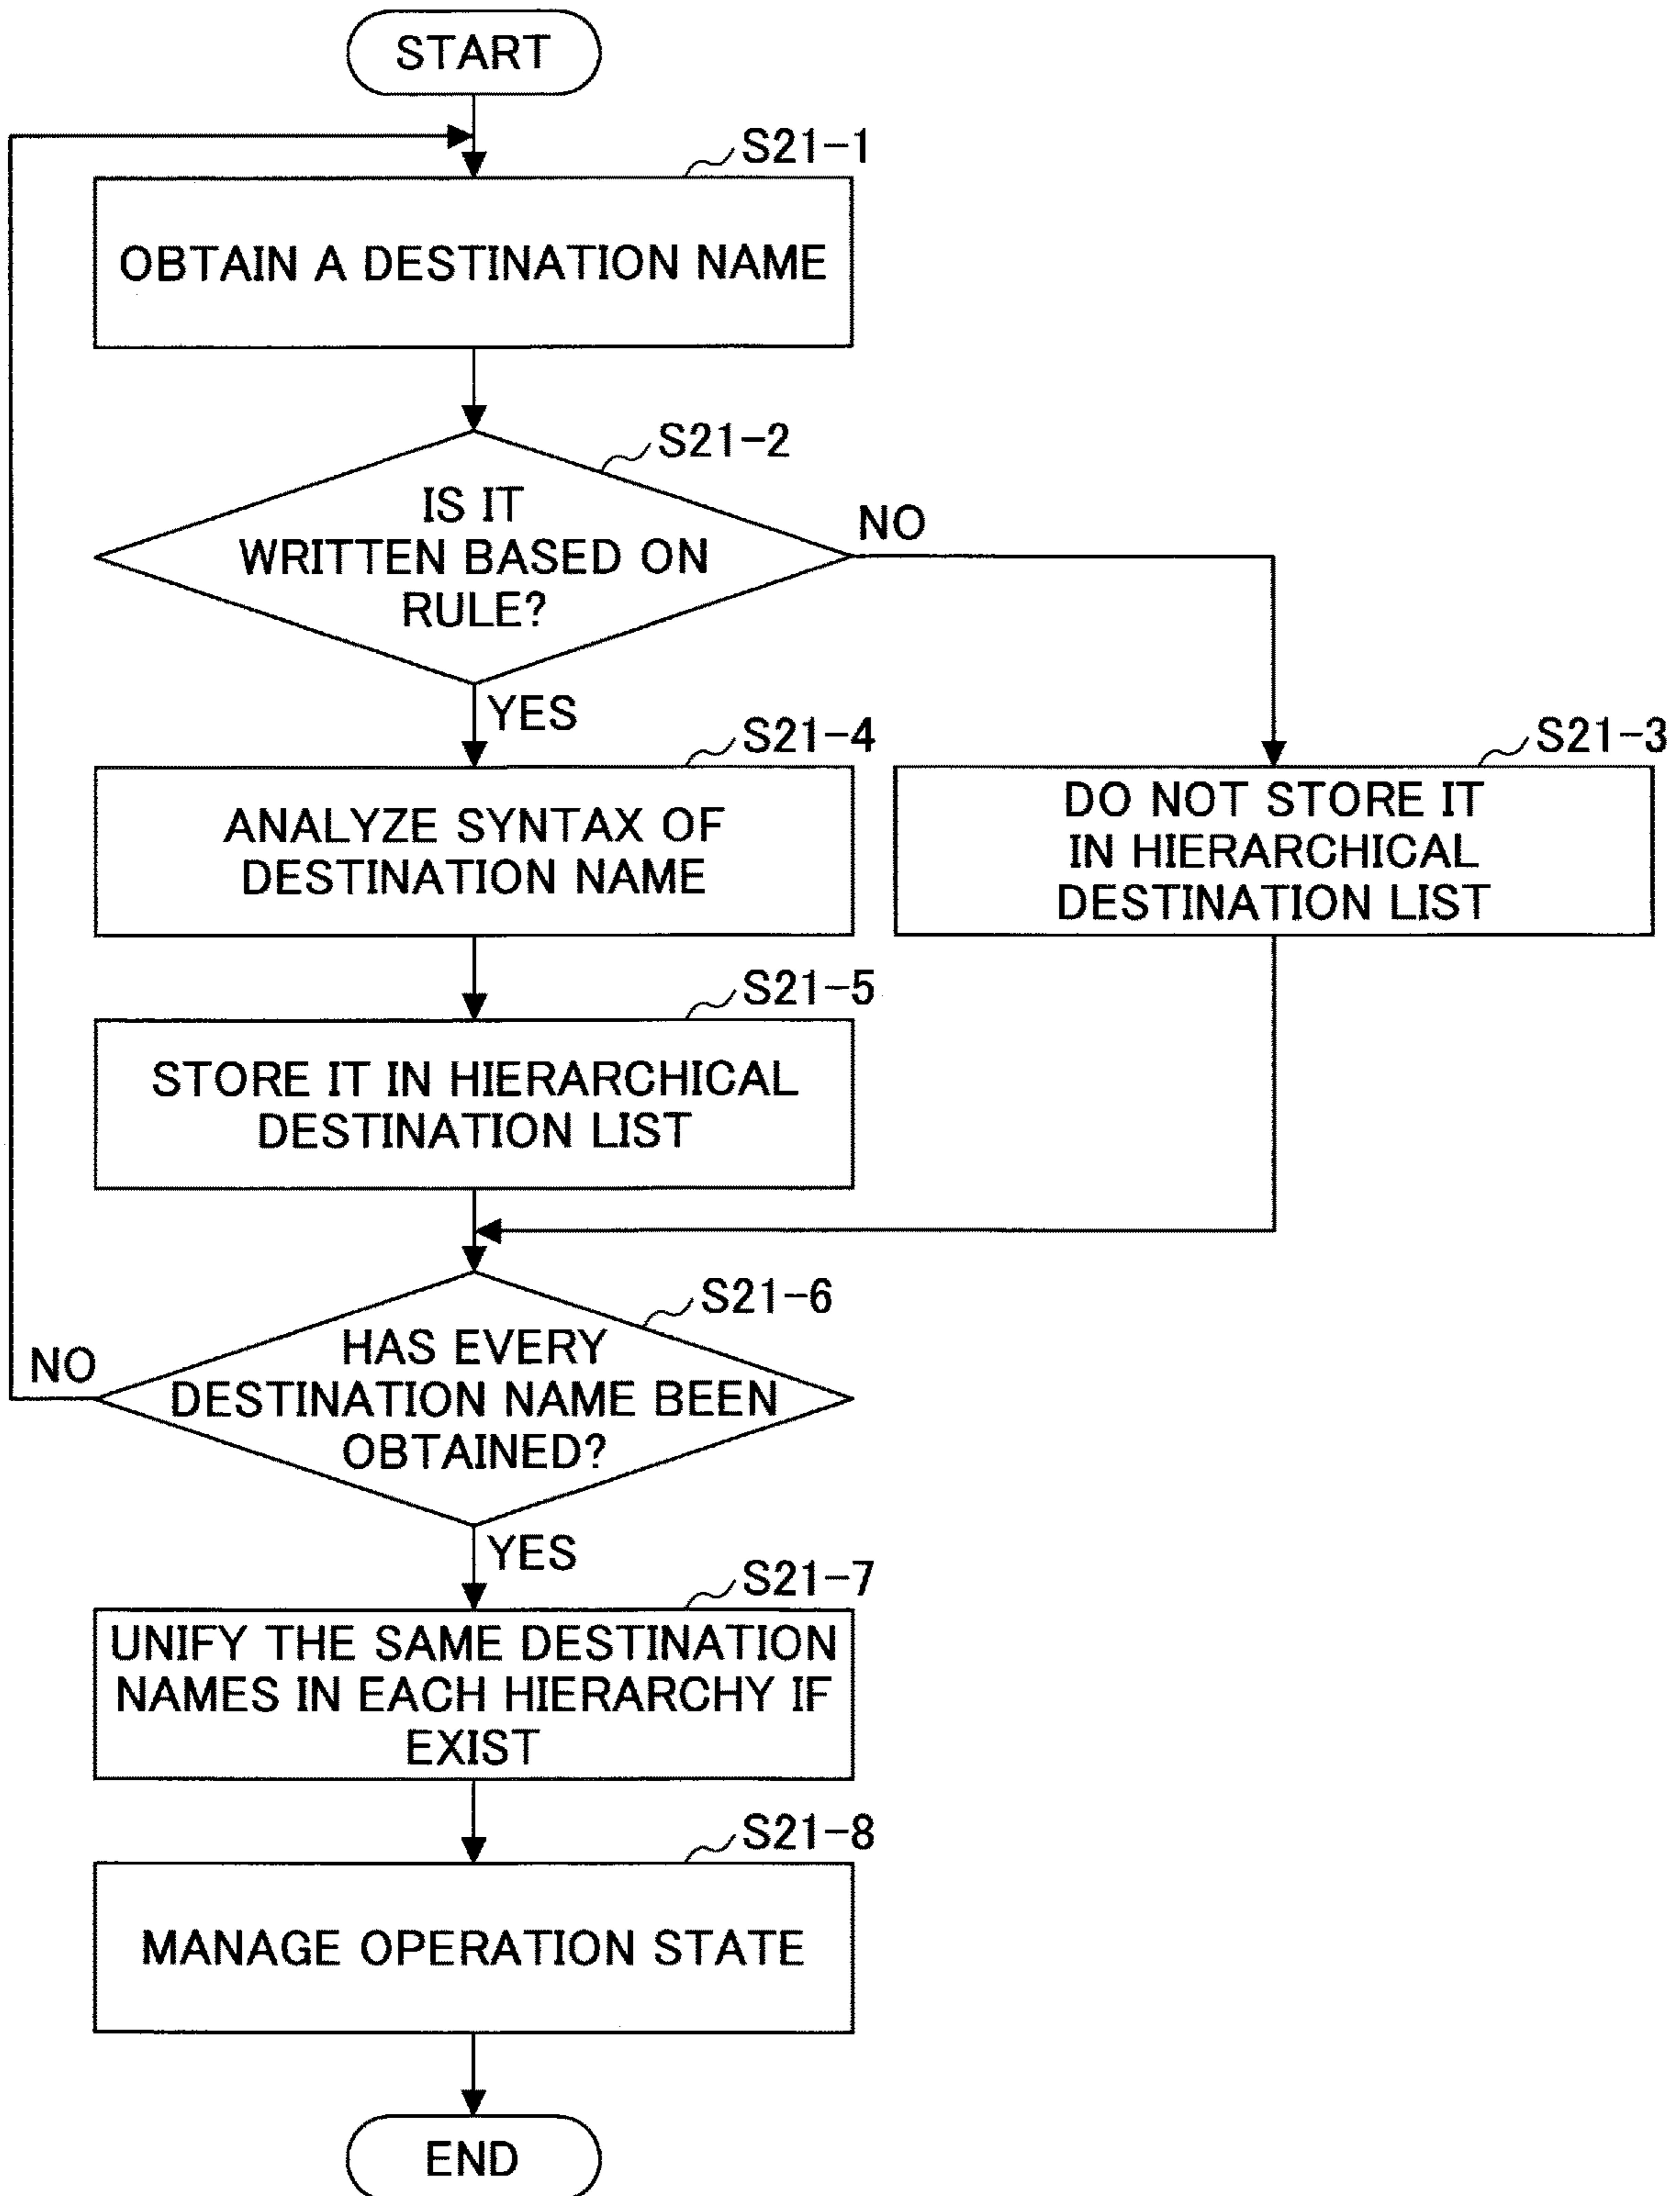 START
S21-1
OBTAIN A DESTINATION NAME
S21-2
IS IT
WRITTEN BASED ON
RULE?
NO
YES
S21-4
ANALYZE SYNTAX OF
DESTINATION NAME
S21-3
DO NOT STORE IT
IN HIERARCHICAL
DESTINATION LIST
S21-5
STORE IT IN HIERARCHICAL
DESTINATION LIST
S21-6
HAS EVERY
DESTINATION NAME BEEN
OBTAINED?
NO
YES
S21-7
UNIFY THE SAME DESTINATION
NAMES IN EACH HIERARCHY IF
EXIST
S21-8
MANAGE OPERATION STATE
END